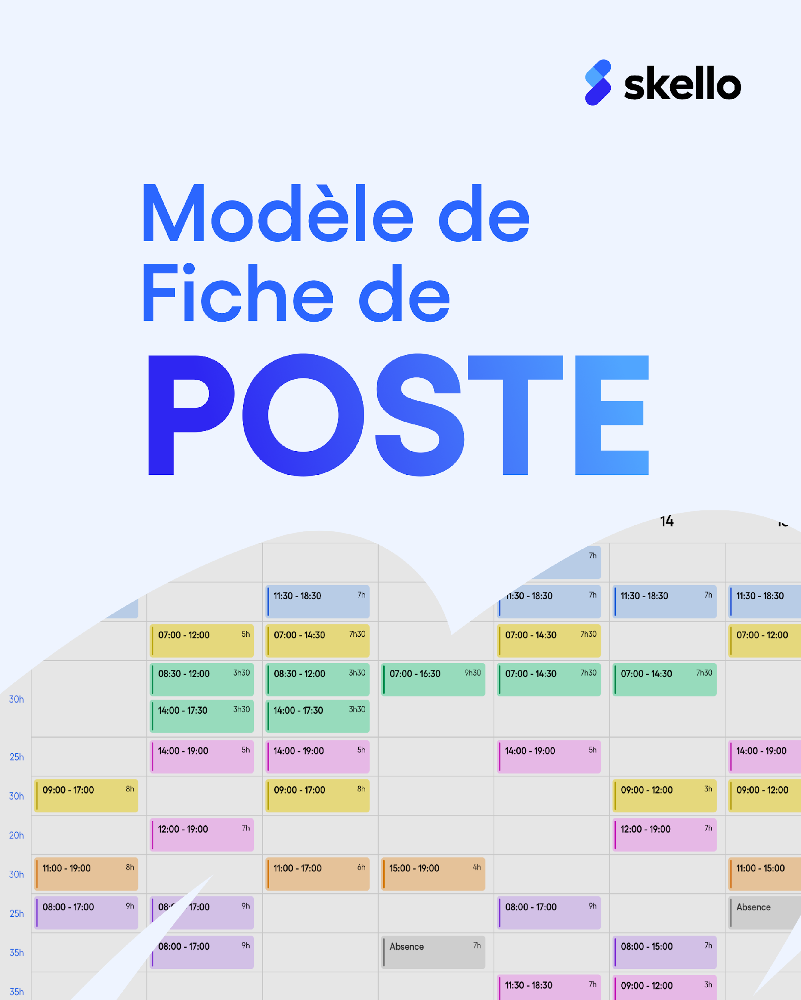 skello
Modèle de
Fiche de
POSTE
14
7h
11:30 - 18:30 7h 11:30 - 18:30 7h 11:30 - 18:30 7h 11:30 - 18:30
07:00 - 12:00 5h 07:00 - 14:30 7h30 07:00 - 14:30 7h30 07:00 - 12:00
08:30 - 12:00 3h30 08:30 - 12:00 3h30 07:00 - 16:30 9h30 07:00 - 14:30 7h30 07:00 - 14:30 7h30
30h
14:00 - 17:30 3h30 14:00 - 17:30 3h30
25h 14:00 - 19:00 5h 14:00 - 19:00 5h 14:00 - 19:00 5h 14:00 - 19:00
30h 09:00 - 17:00 8h 09:00 - 17:00 8h 09:00 - 12:00 3h 09:00 - 12:00
20h 12:00 - 19:00 7h 12:00 - 19:00 7h
30h 11:00 - 19:00 8h 11:00 - 17:00 6h 15:00 - 19:00 4h 11:00 - 15:00
25h 08:00 - 17:00 9h 08:00 - 17:00 9h 08:00 - 17:00 9h Absence
35h 08:00 - 17:00 9h Absence 7h 08:00 - 15:00 7h
35h 11:30 - 18:30 7h 09:00 - 12:00 3h